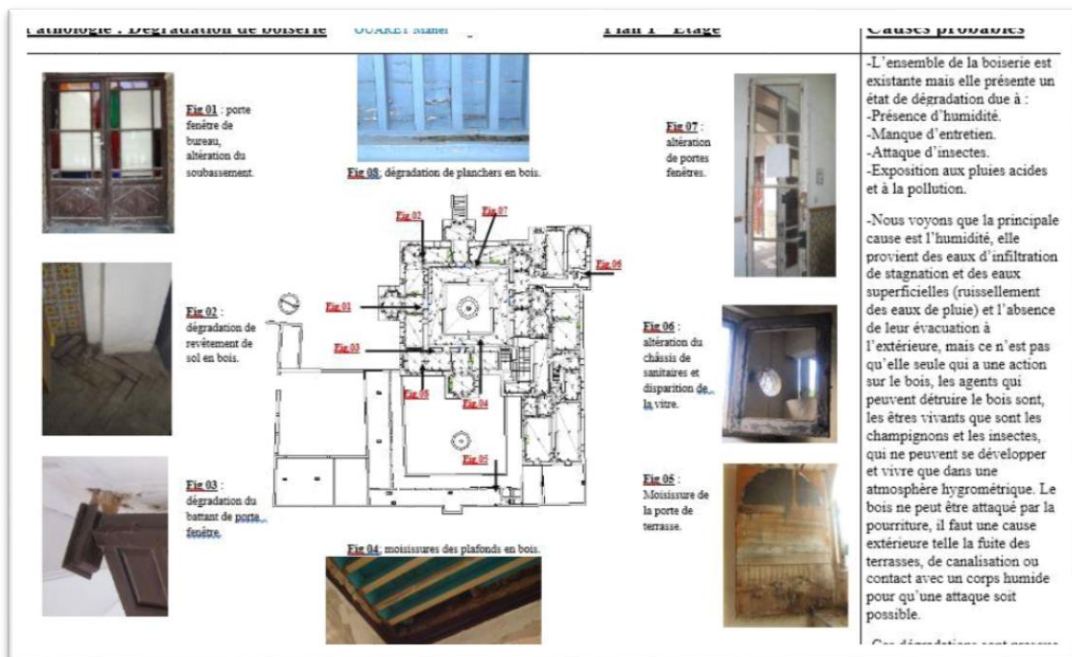 Pathologie : Dégradation de boiserie OUARET Manel Plan 1 Etage Causes probables
Fig 01 : porte
fenêtre de
bureau,
altération du
soubassement.
Fig 02 :
dégradation de
revêtement de
sol en bois.
Fig 03 :
dégradation du
battant de porte
fenêtre.
Fig 08: dégradation de planchers en bois.
Fig 02
Fig 07
Fig 06
Fig 01
Fig 03
Fig 08
Fig 04
Fig 05
Fig 04: moisissures des plafonds en bois.
Fig 07 :
altération
de portes
fenêtres.
Fig 06 :
altération du
châssis de
sanitaires et
disparition de
la vitre.
Fig 05 :
Moisissure de
la porte de
terrasse.
-L’ensemble de la boiserie est
existante mais elle présente un
état de dégradation due à :
-Présence d’humidité.
-Manque d’entretien.
-Attaque d’insectes.
-Exposition aux pluies acides
et à la pollution.
-Nous voyons que la principale
cause est l’humidité, elle
provient des eaux d’infiltration
de stagnation et des eaux
superficielles (ruissellement
des eaux de pluie) et l’absence
de leur évacuation à
l’extérieure, mais ce n’est pas
qu’elle seule qui a une action
sur le bois, les agents qui
peuvent détruire le bois sont,
les êtres vivants que sont les
champignons et les insectes,
qui ne peuvent se développer
et vivre que dans une
atmosphère hygrométrique. Le
bois ne peut être attaqué par la
pourriture, il faut une cause
extérieure telle la fuite des
terrasses, de canalisation ou
contact avec un corps humide
pour qu’une attaque soit
possible.
-Ces dégradations sont